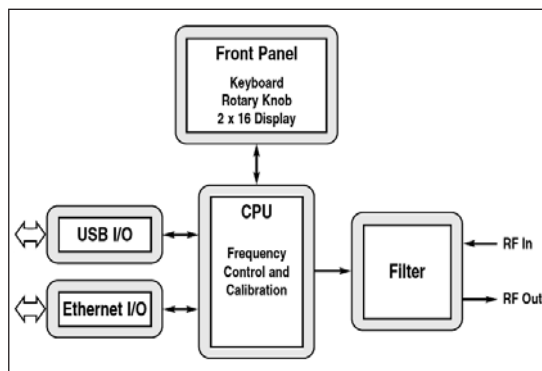 Front Panel
Keyboard
Rotary Knob
2 x 16 Display
CPU
Frequency
Control and
Calibration
USB I/O
Ethernet I/O
Filter
RF In
RF Out